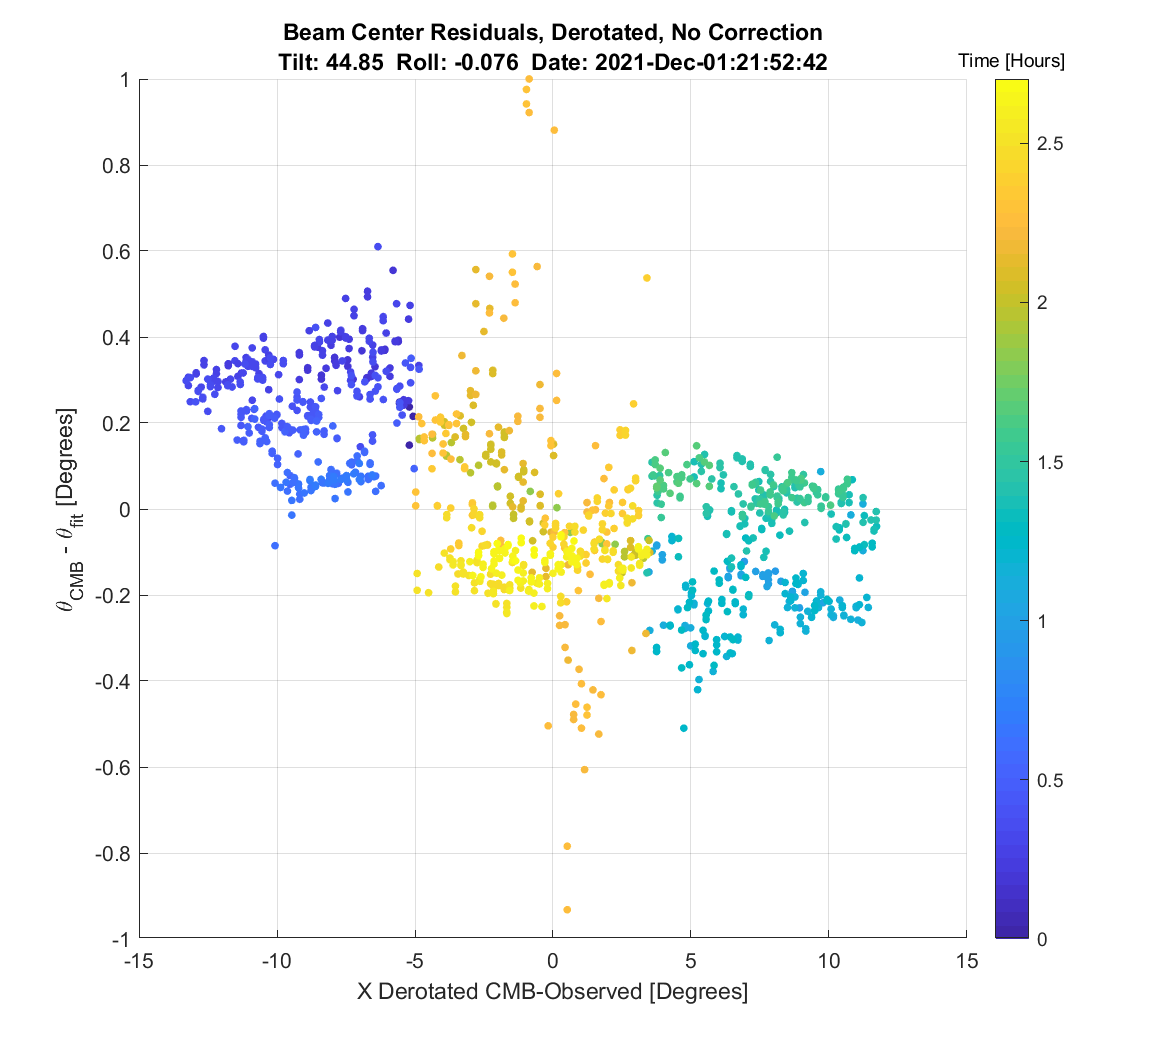 Beam Center Residuals, Derotated, No Correction
Tilt: 44.85 Roll: -0.076 Date: 2021-Dec-01:21:52:42
Time [Hours]
1
0.8
0.6
0.4
0.2
0
-0.2
-0.4
-0.6
-0.8
-1
θCMB - θfit [Degrees]
-15 -10 -5 0 5 10 15
X Derotated CMB-Observed [Degrees]
2.5
2
1.5
1
0.5
0